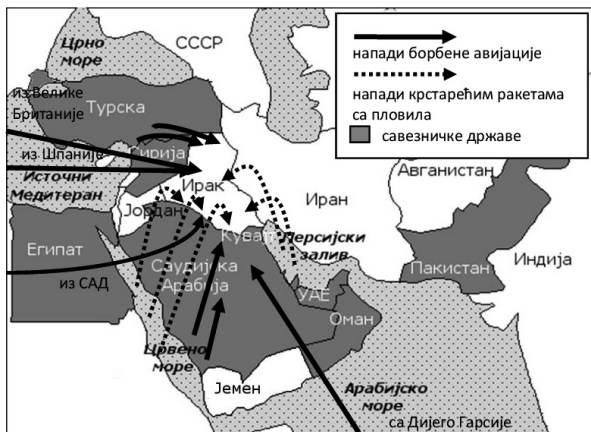 Црно
море
СССР
напади борбене авијације
напади крстарећим ракетама
са пловила
савезничке државе
из Велике
Британије
Турска
из Шпаније
Сирија
Источни
Медитеран
Ирак
Иран
Авганистан
Јордан
Кувајт
Персијски
залив
Египат
из САД
Саудијска
Арабија
УАЕ
Пакистан
Индија
Оман
Црвено
море
Јемен
Арабијско
море
са Дијего Гарсије